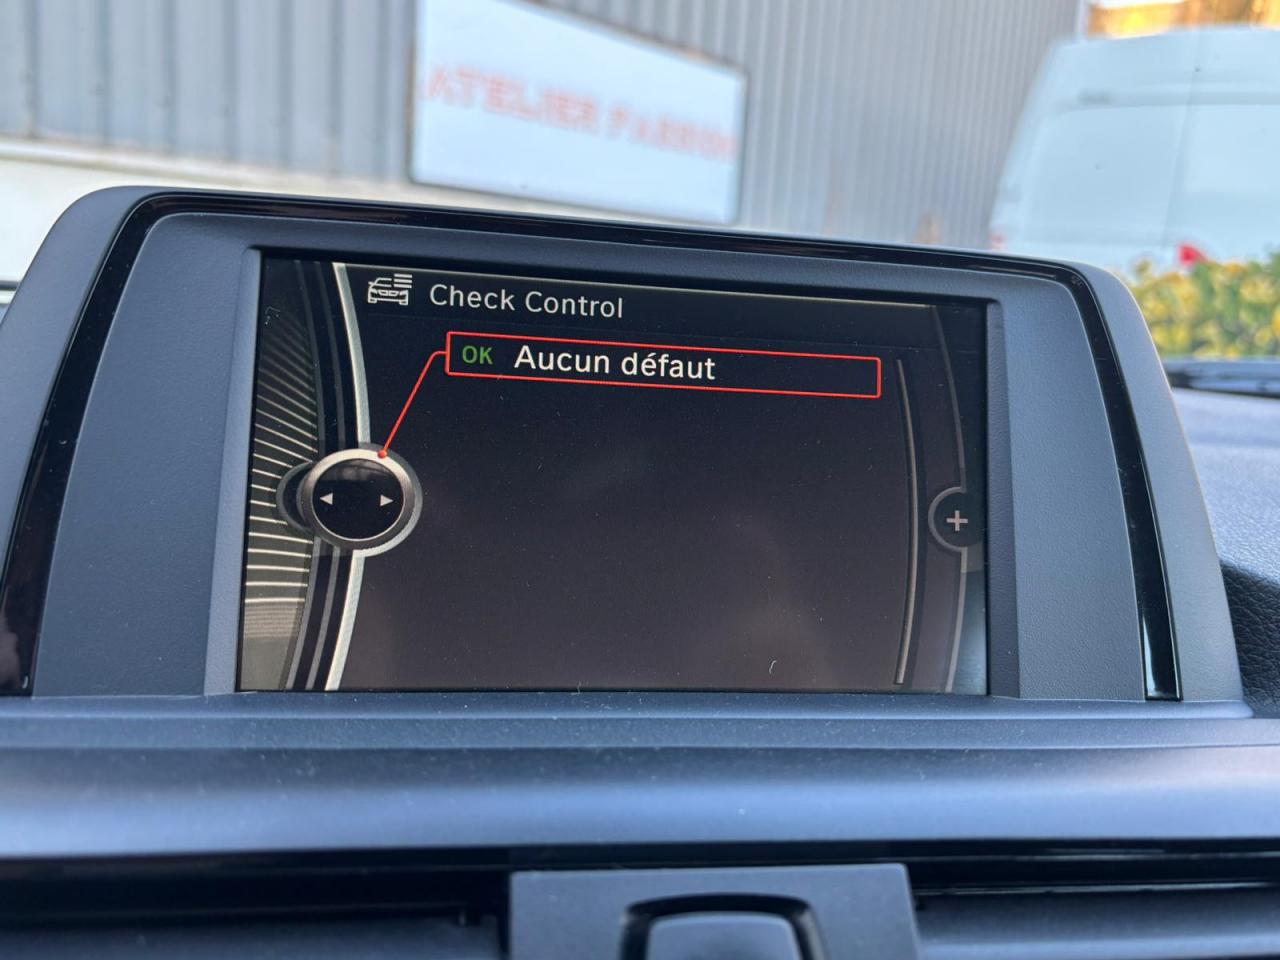 ATELIER PASSION
Check Control
OK Aucun défaut
+